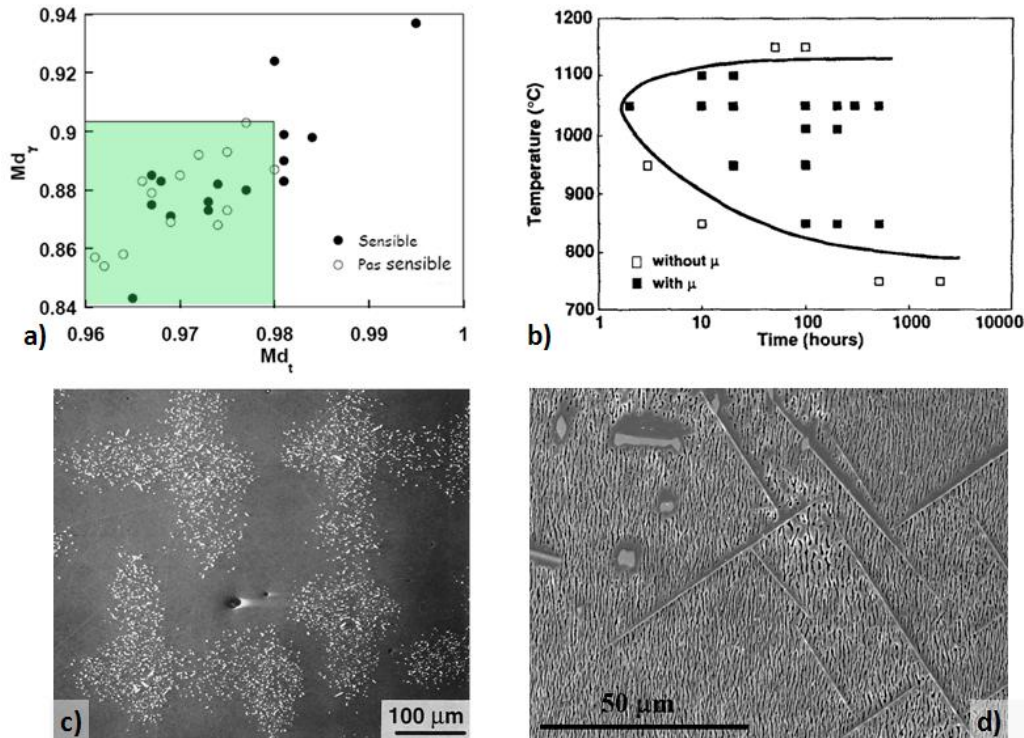 0.94
0.92
0.9
0.88
0.86
0.84
Mdγ
Sensible
Pas sensible
0.96 0.97 0.98 0.99 1
Mdt
a)
1200
1100
1000
900
800
700
Temperature (°C)
without μ
with μ
1 10 100 1000 10000
Time (hours)
b)
c)
100 μm
50 μm
d)